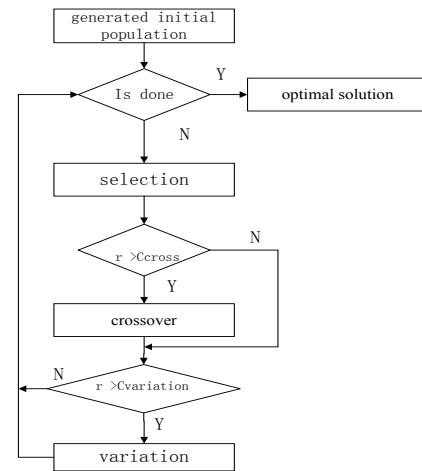 generated initial
population
Y
Is done
optimal solution
N
selection
N
r >Ccross
Y
crossover
N
r >Cvariation
Y
variation